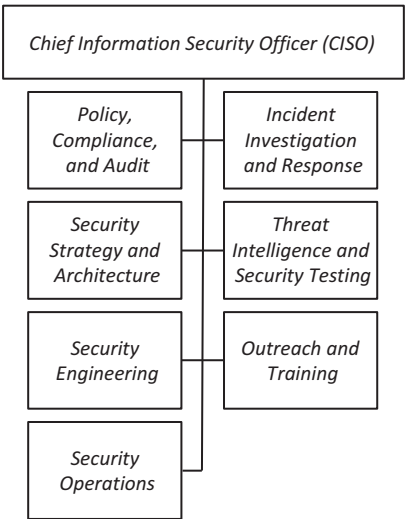 Chief Information Security Officer (CISO)
Policy,
Compliance,
and Audit
Incident
Investigation
and Response
Security
Strategy and
Architecture
Threat
Intelligence and
Security Testing
Security
Engineering
Outreach and
Training
Security
Operations